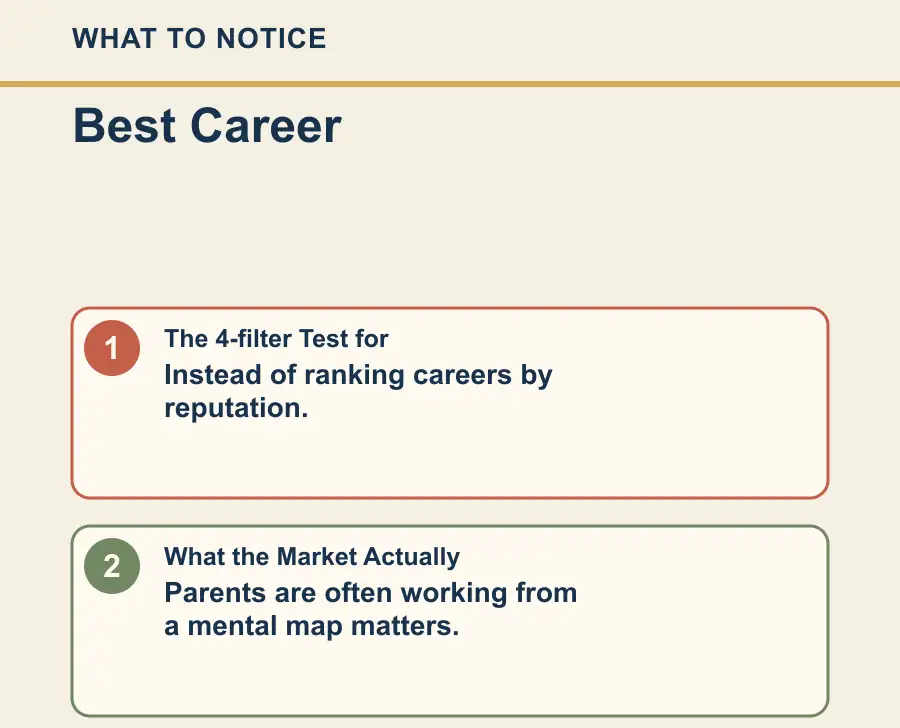 WHAT TO NOTICE
Best Career
1
The 4-filter Test for
Instead of ranking careers by
reputation.
2
What the Market Actually
Parents are often working from
a mental map matters.